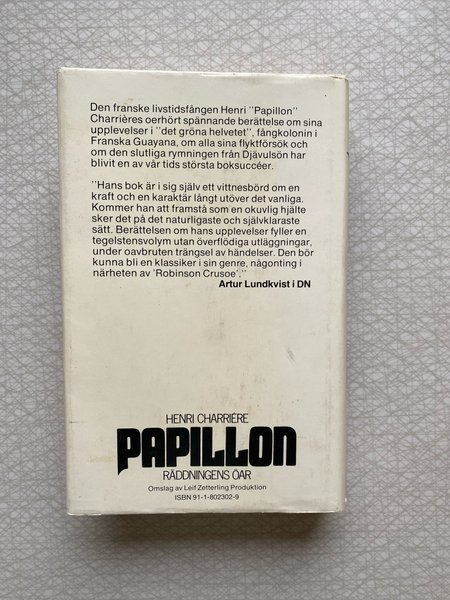 Den franske livstidsfången Henri "Papillon"
Charrières oerhört spännande berättelse om sina
upplevelser i "det gröna helvetet", fångkolonin i
Franska Guayana, om alla sina flyktförsök och
om den slutliga rymningen från Djävulsön har
blivit en av vår tids största boksuccéer.
"Hans bok är i sig själv ett vittnesbörd om en
kraft och en karaktär långt utöver det vanliga.
Kommer han att framstå som en okuvlig hjälte
sker det på det naturligaste och självklaraste
sätt. Berättelsen om hans upplevelser fyller en
tegelstensvolym utan överflödiga utläggningar,
under oavbruten trängsel av händelser. Den bör
kunna bli en klassiker i sin genre, någonting i
närheten av 'Robinson Crusoe'."
Artur Lundkvist i DN
HENRI CHARRIÈRE
PAPILLON
RÄDDNINGENS ÖAR
Omslag av Leif Zetterling Produktion
ISBN 91-1-802302-9